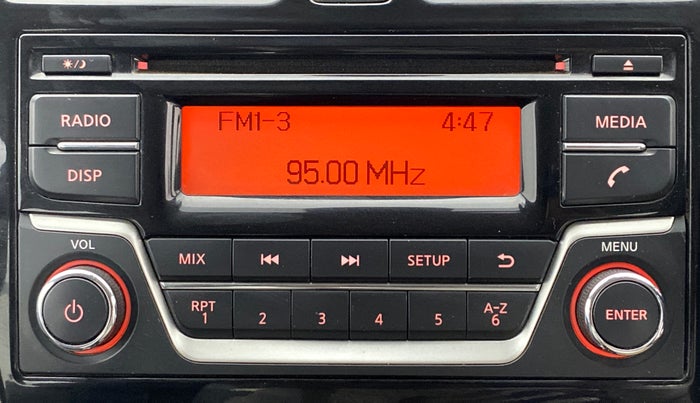 RADIO
DISP
FM1-3 4:47
95.00 MHz
MEDIA
VOL
MENU
MIX
SETUP
RPT
1
2
3
4
5
A-Z
6
ENTER